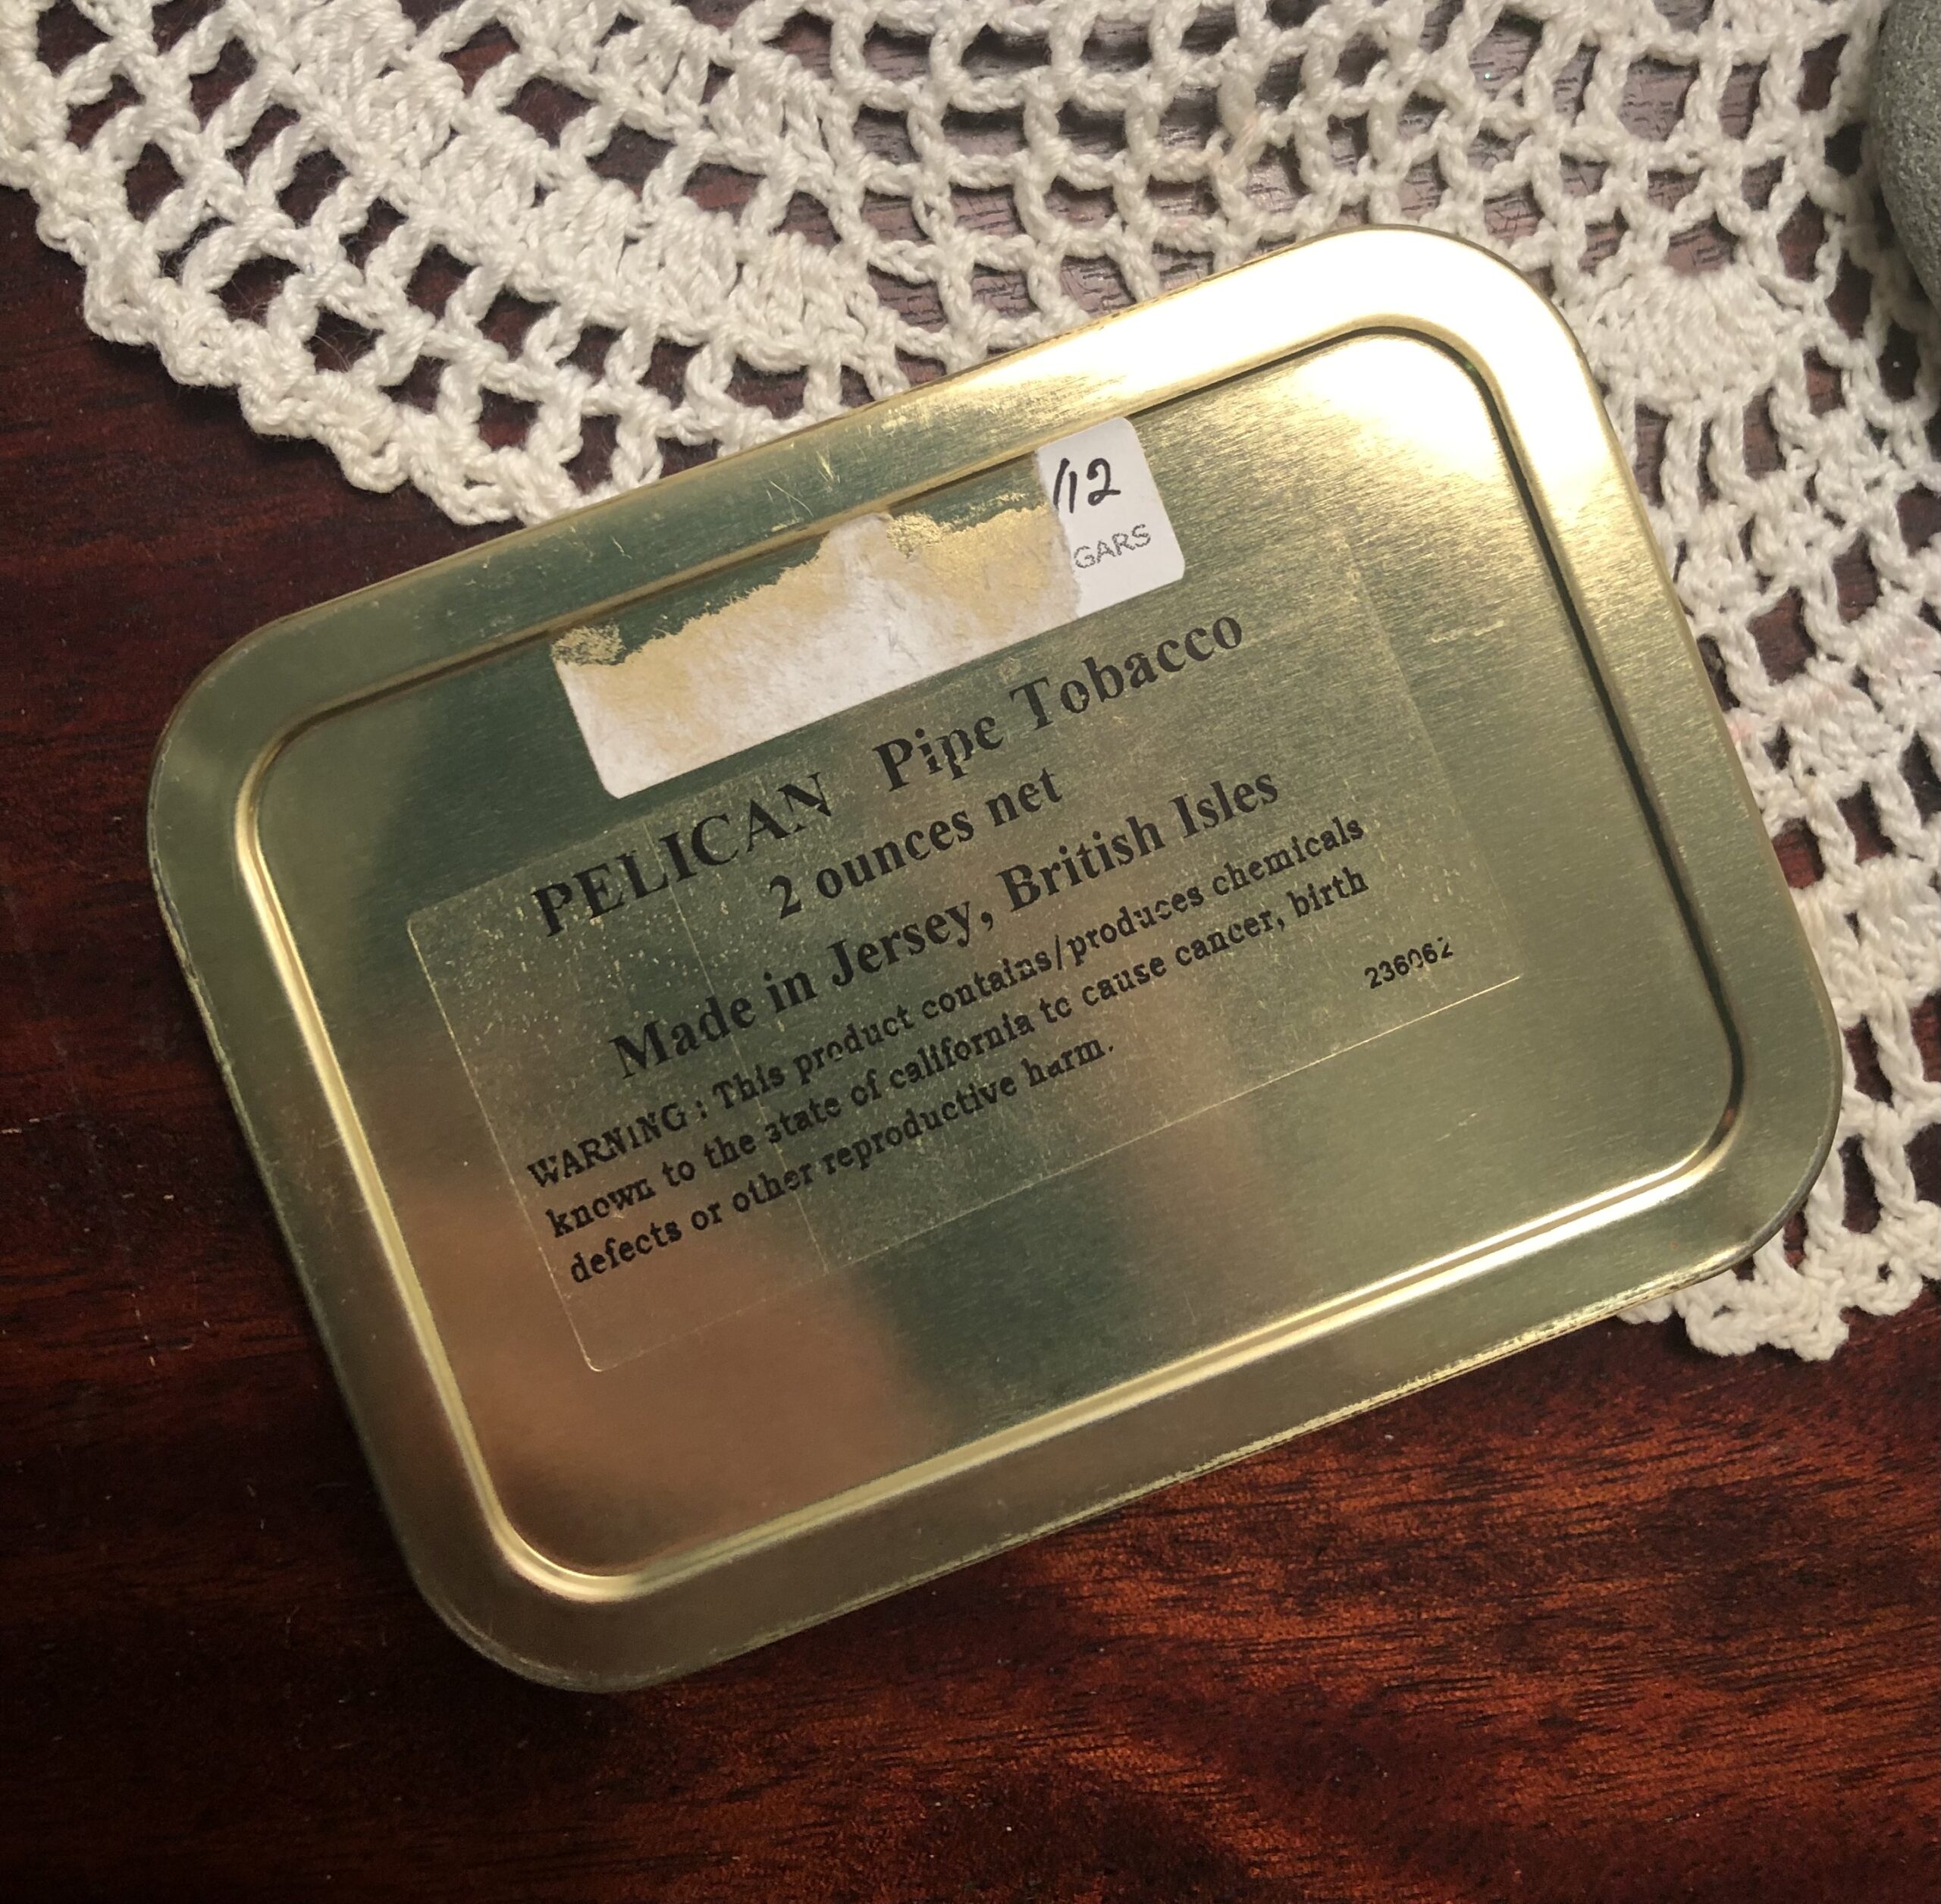 /12
GARS
PELICAN Pipe Tobacco
2 ounces net
Made in Jersey, British Isles
WARNiNG : This product contains/produces chemicals
known to the state of california to cause cancer, birth
defects or other reproductive harm.
236062